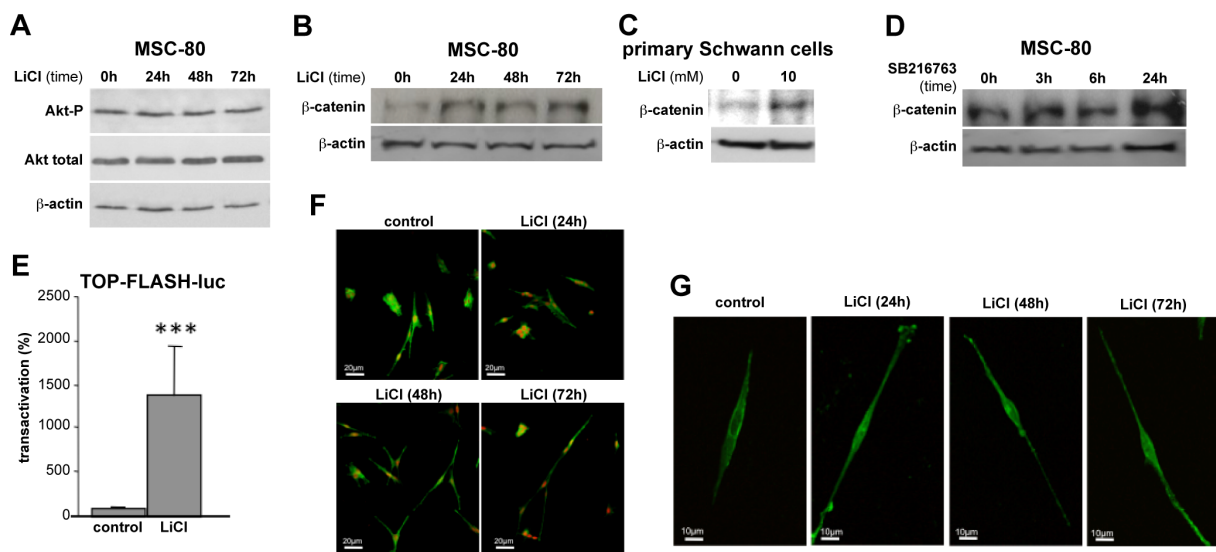 A
MSC-80
LiCl (time) 0h 24h 48h 72h
Akt-P
Akt total
β-actin
B
MSC-80
LiCl (time) 0h 24h 48h 72h
β-catenin
β-actin
C
primary Schwann cells
LiCl (mM) 0 10
β-catenin
β-actin
D
MSC-80
SB216763
(time) 0h 3h 6h 24h
β-catenin
β-actin
E
TOP-FLASH-luc
transactivation (%)
2500
2000
1500
1000
500
0
***
control LiCl
F
control LiCl (24h)
20µm 20µm
LiCl (48h) LiCl (72h)
20µm 20µm
G
control LiCl (24h) LiCl (48h) LiCl (72h)
10µm 10µm 10µm 10µm